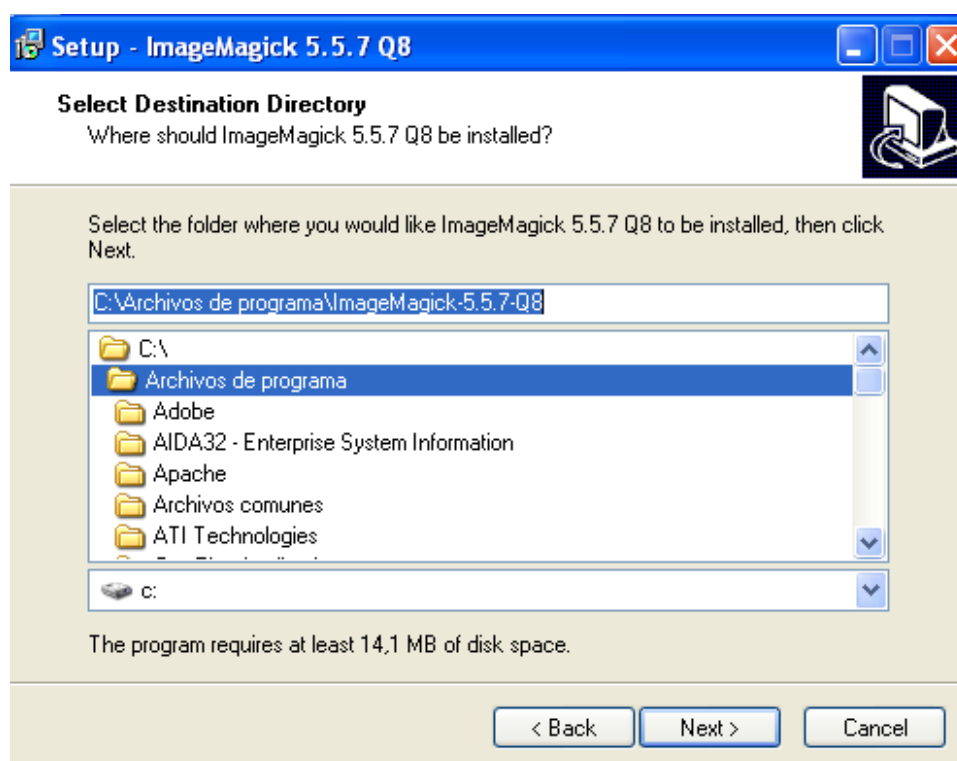 Setup - ImageMagick 5.5.7 Q8
Select Destination Directory
Where should ImageMagick 5.5.7 Q8 be installed?
Select the folder where you would like ImageMagick 5.5.7 Q8 to be installed, then click
Next.
C:\Archivos de programa\ImageMagick-5.5.7-Q8
C:\
Archivos de programa
Adobe
AIDA32 - Enterprise System Information
Apache
Archivos comunes
ATI Technologies
c:
The program requires at least 14,1 MB of disk space.
< Back
Next >
Cancel